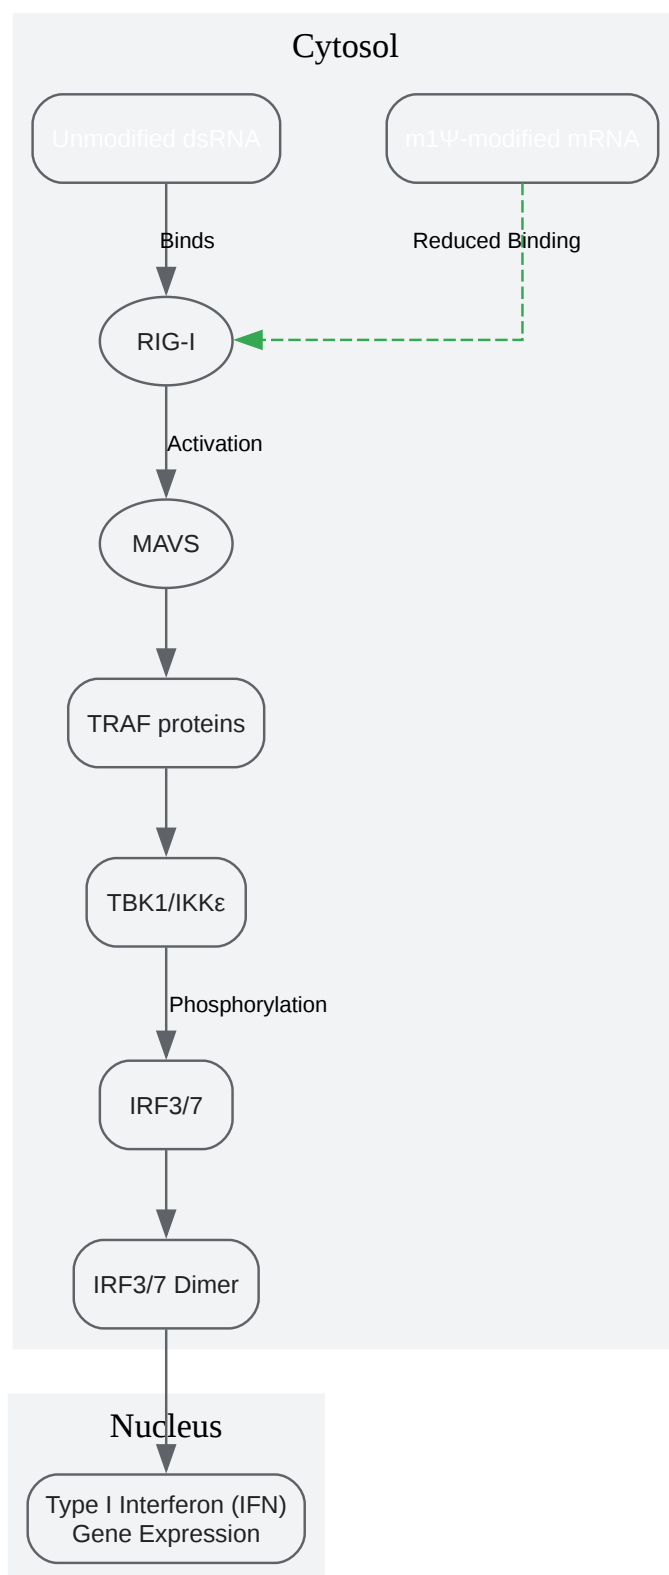 Cytosol
Unmodified dsRNA
m1Ψ-modified mRNA
Binds
Reduced Binding
RIG-I
Activation
MAVS
TRAF proteins
TBK1/IKKε
Phosphorylation
IRF3/7
IRF3/7 Dimer
Nucleus
Type I Interferon (IFN)
Gene Expression